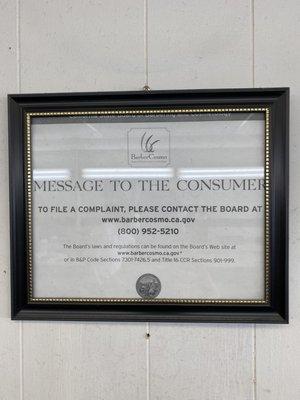 BarberCosmo
MESSAGE TO THE CONSUMER
TO FILE A COMPLAINT, PLEASE CONTACT THE BOARD AT
www.barbercosmo.ca.gov
(800) 952-5210
The Board's laws and regulations can be found on the Board's Web site at
www.barbercosmo.ca.gov
or in B&P Code Sections 7301-7426.5 and Title 16 CCR Sections 901-999.